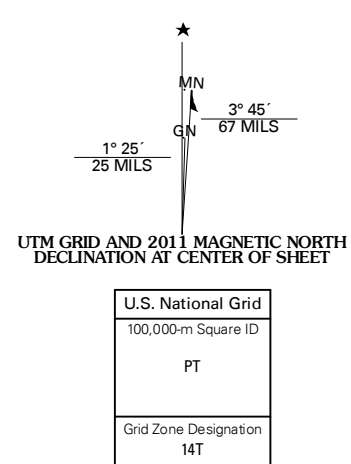 MN
GN
3° 45´
67 MILS
1° 25´
25 MILS
UTM GRID AND 2011 MAGNETIC NORTH
DECLINATION AT CENTER OF SHEET
U.S. National Grid
100,000-m Square ID
PT
Grid Zone Designation
14T